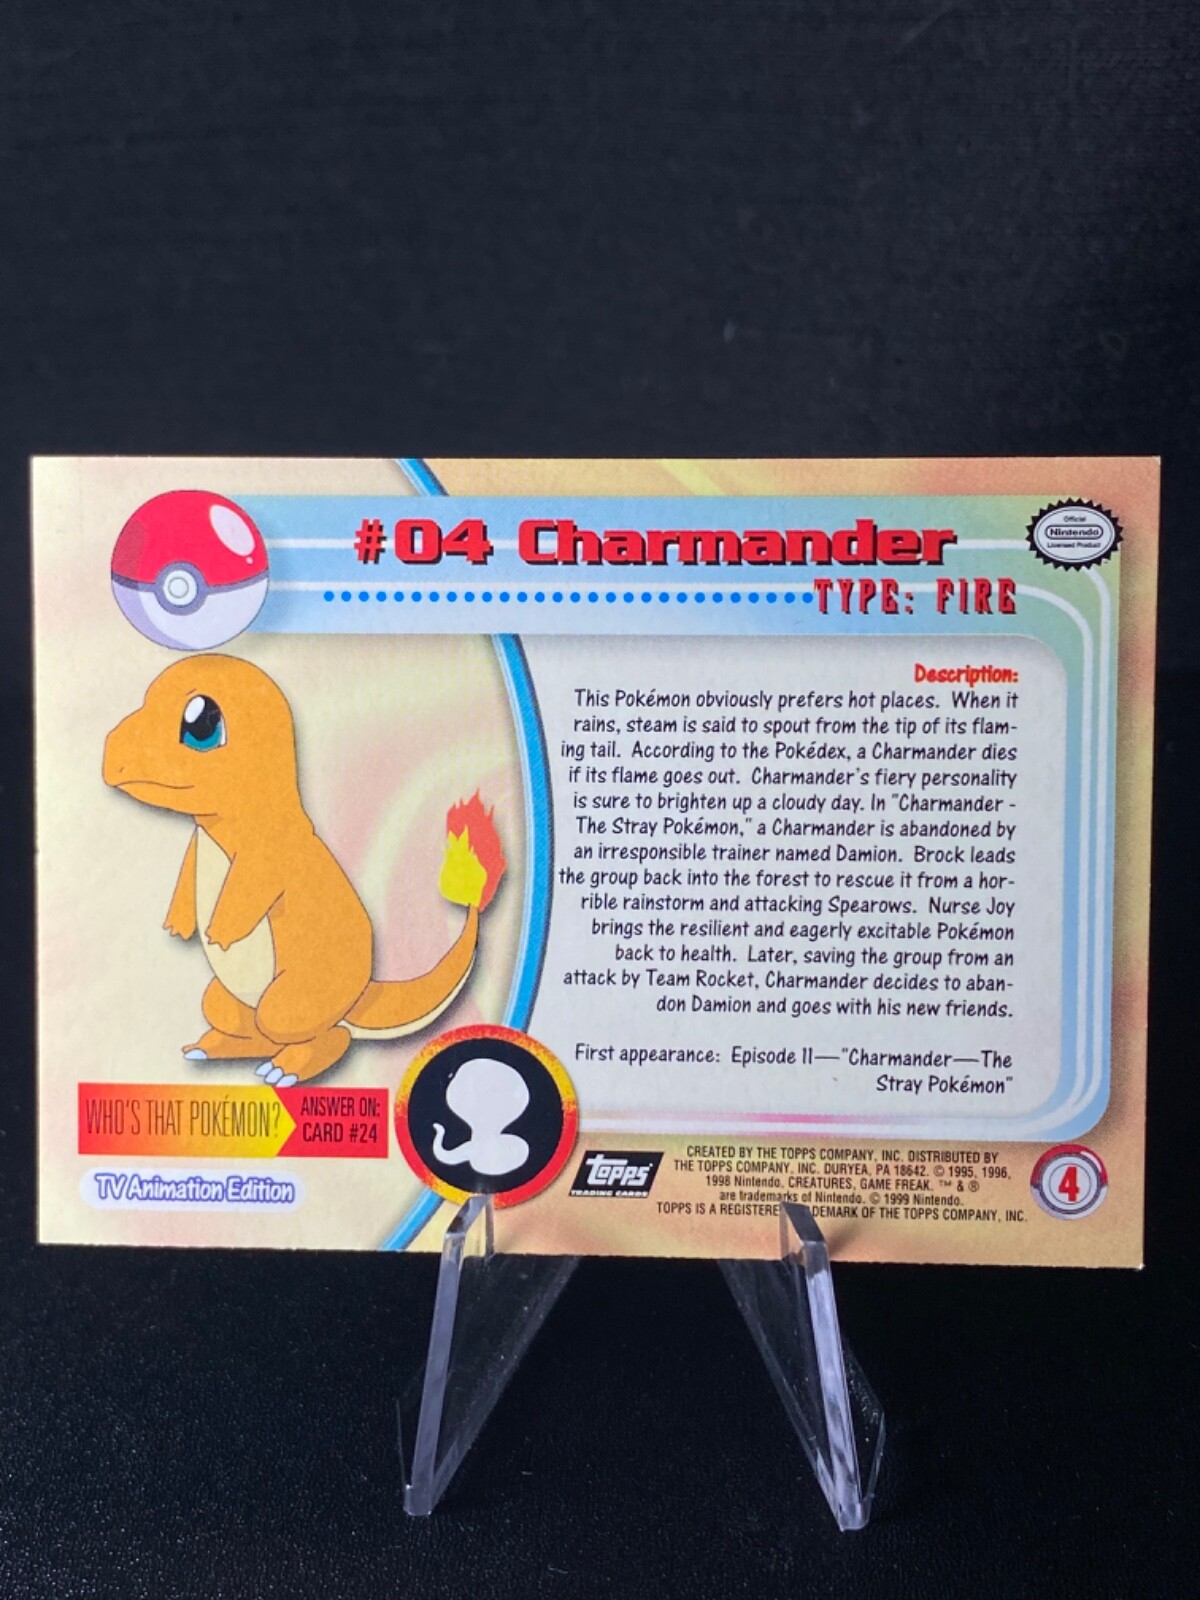 #04 Charmander
Official
Nintendo
Licensed Product
TYPE: FIRE
Description:
This Pokémon obviously prefers hot places. When it
rains, steam is said to spout from the tip of its flam-
ing tail. According to the Pokédex, a Charmander dies
if its flame goes out. Charmander's fiery personality
is sure to brighten up a cloudy day. In "Charmander -
The Stray Pokémon," a Charmander is abandoned by
an irresponsible trainer named Damion. Brock leads
the group back into the forest to rescue it from a hor-
rible rainstorm and attacking Spearows. Nurse Joy
brings the resilient and eagerly excitable Pokémon
back to health. Later, saving the group from an
attack by Team Rocket, Charmander decides to aban-
don Damion and goes with his new friends.
First appearance: Episode 11—"Charmander—The
Stray Pokémon"
WHO'S THAT POKÉMON?
ANSWER ON:
CARD #24
TV Animation Edition
topps
TRADING CARDS
CREATED BY THE TOPPS COMPANY, INC. DISTRIBUTED BY
THE TOPPS COMPANY, INC. DURYEA, PA 18642. © 1995, 1996,
1998 Nintendo, CREATURES, GAME FREAK. ™ & ®
are trademarks of Nintendo. © 1999 Nintendo.
TOPPS IS A REGISTERE DEMARK OF THE TOPPS COMPANY, INC.
4